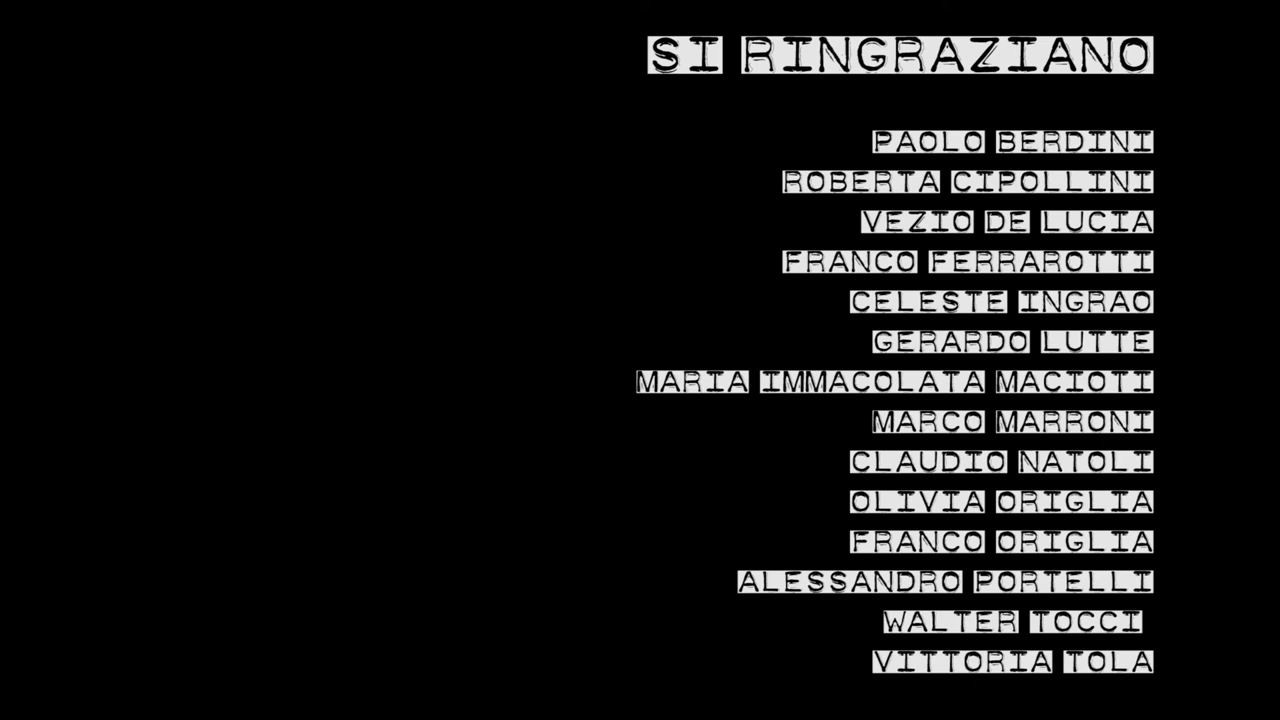 SI RINGRAZIANO
PAOLO BERDINI
ROBERTA CIPOLLINI
VEZIO DE LUCIA
FRANCO FERRAROTTI
CELESTE INGRAO
GERARDO LUTTE
MARIA IMMACOLATA MACIOTI
MARCO MARRONI
CLAUDIO NATOLI
OLIVIA ORIGLIA
FRANCO ORIGLIA
ALESSANDRO PORTELLI
WALTER TOCCI
VITTORIA TOLA